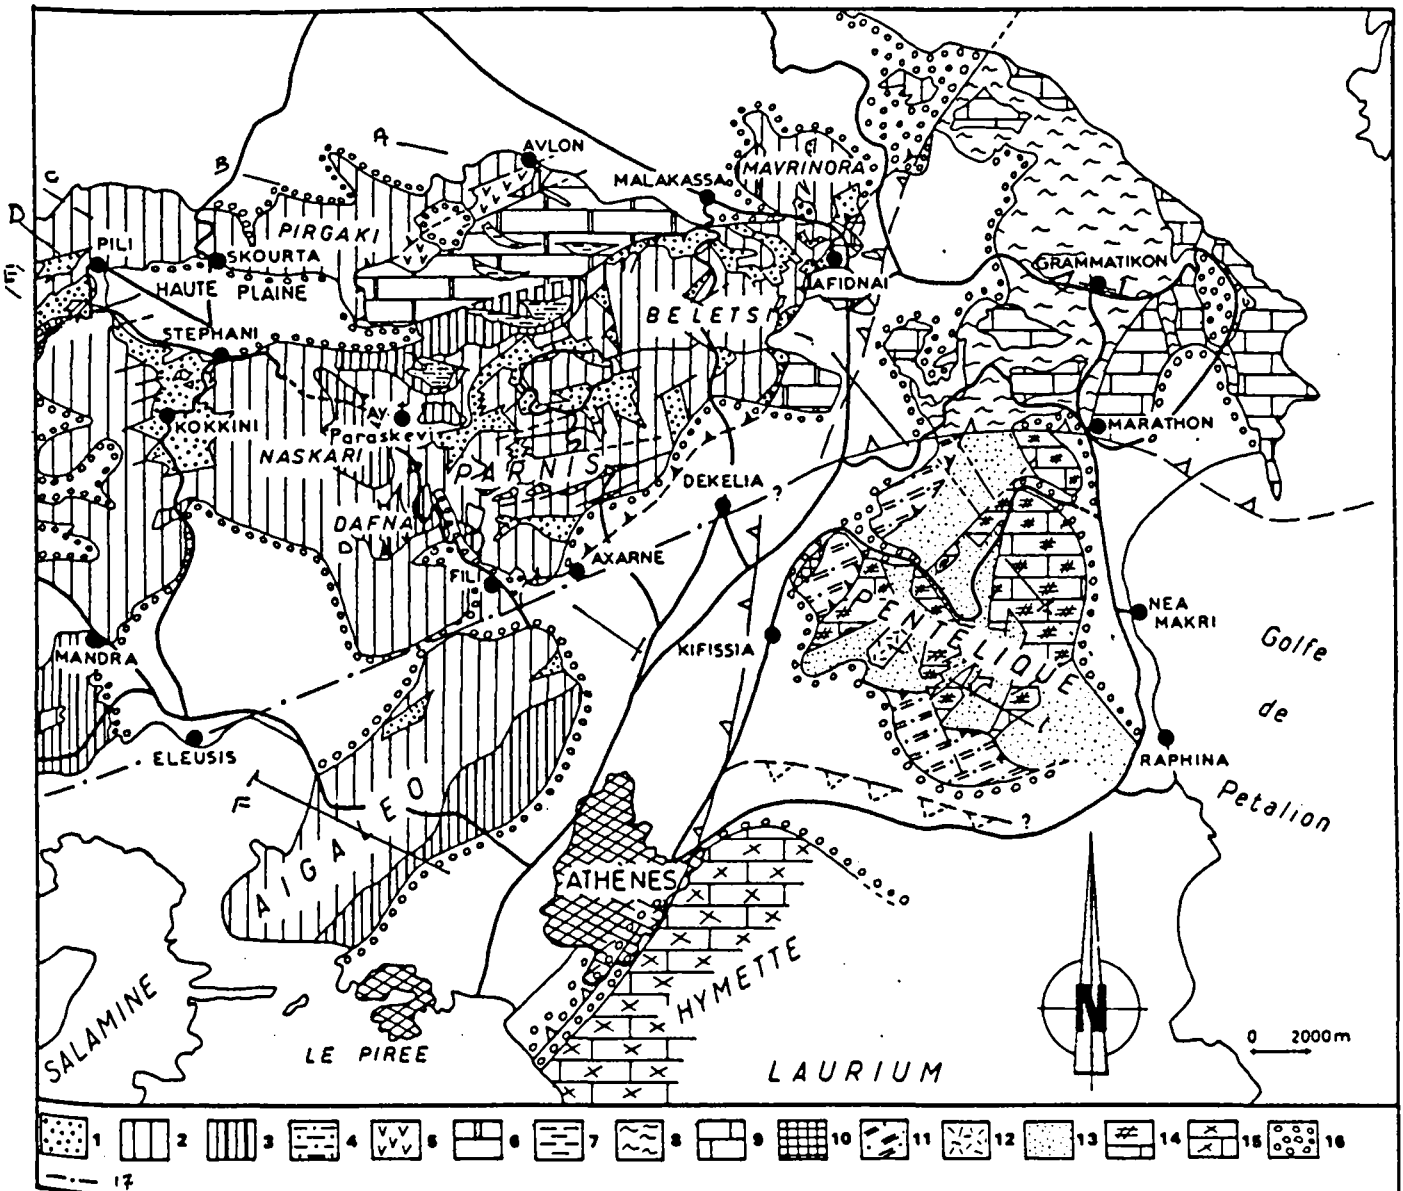 A
AVLON
B
MAVRINORA
MALAKASSA
C
D
PIRGAKI
PILI
SKOURTA
E
GRAMMATIKON
AFIDNAI
HAUTE PLAINE
BELETSI
STEPHANI
AY.
Paraskevi
KOKKINI
MARATHON
NASKARI
PARNIS
DEKELIA
?
DAFNA
AXARNE
FILI
PENTELIQUE
NEA
MAKRI
KIFISSIA
Golfe
de
Petalion
MANDRA
ELEUSIS
RAPHINA
F
AIGALEO
?
ATHÈNES
HYMETTE
SALAMINE
N
LE PIREE
0 2000m
LAURIUM
1 2 3 4 5 6 7 8 9 10 11 12 13 14 15 16
17